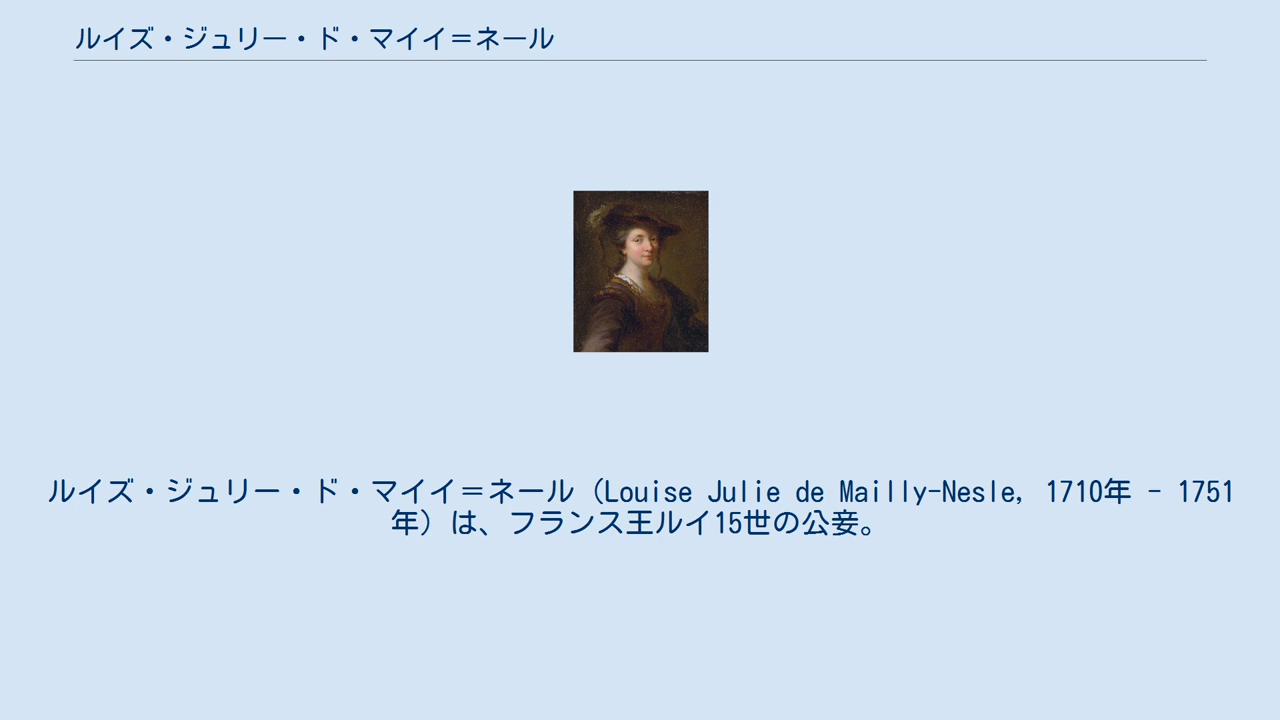 ルイズ・ジュリー・ド・マイイ＝ネール
ルイズ・ジュリー・ド・マイイ＝ネール（Louise Julie de Mailly-Nesle, 1710年 - 1751
年）は、フランス王ルイ15世の公妾。